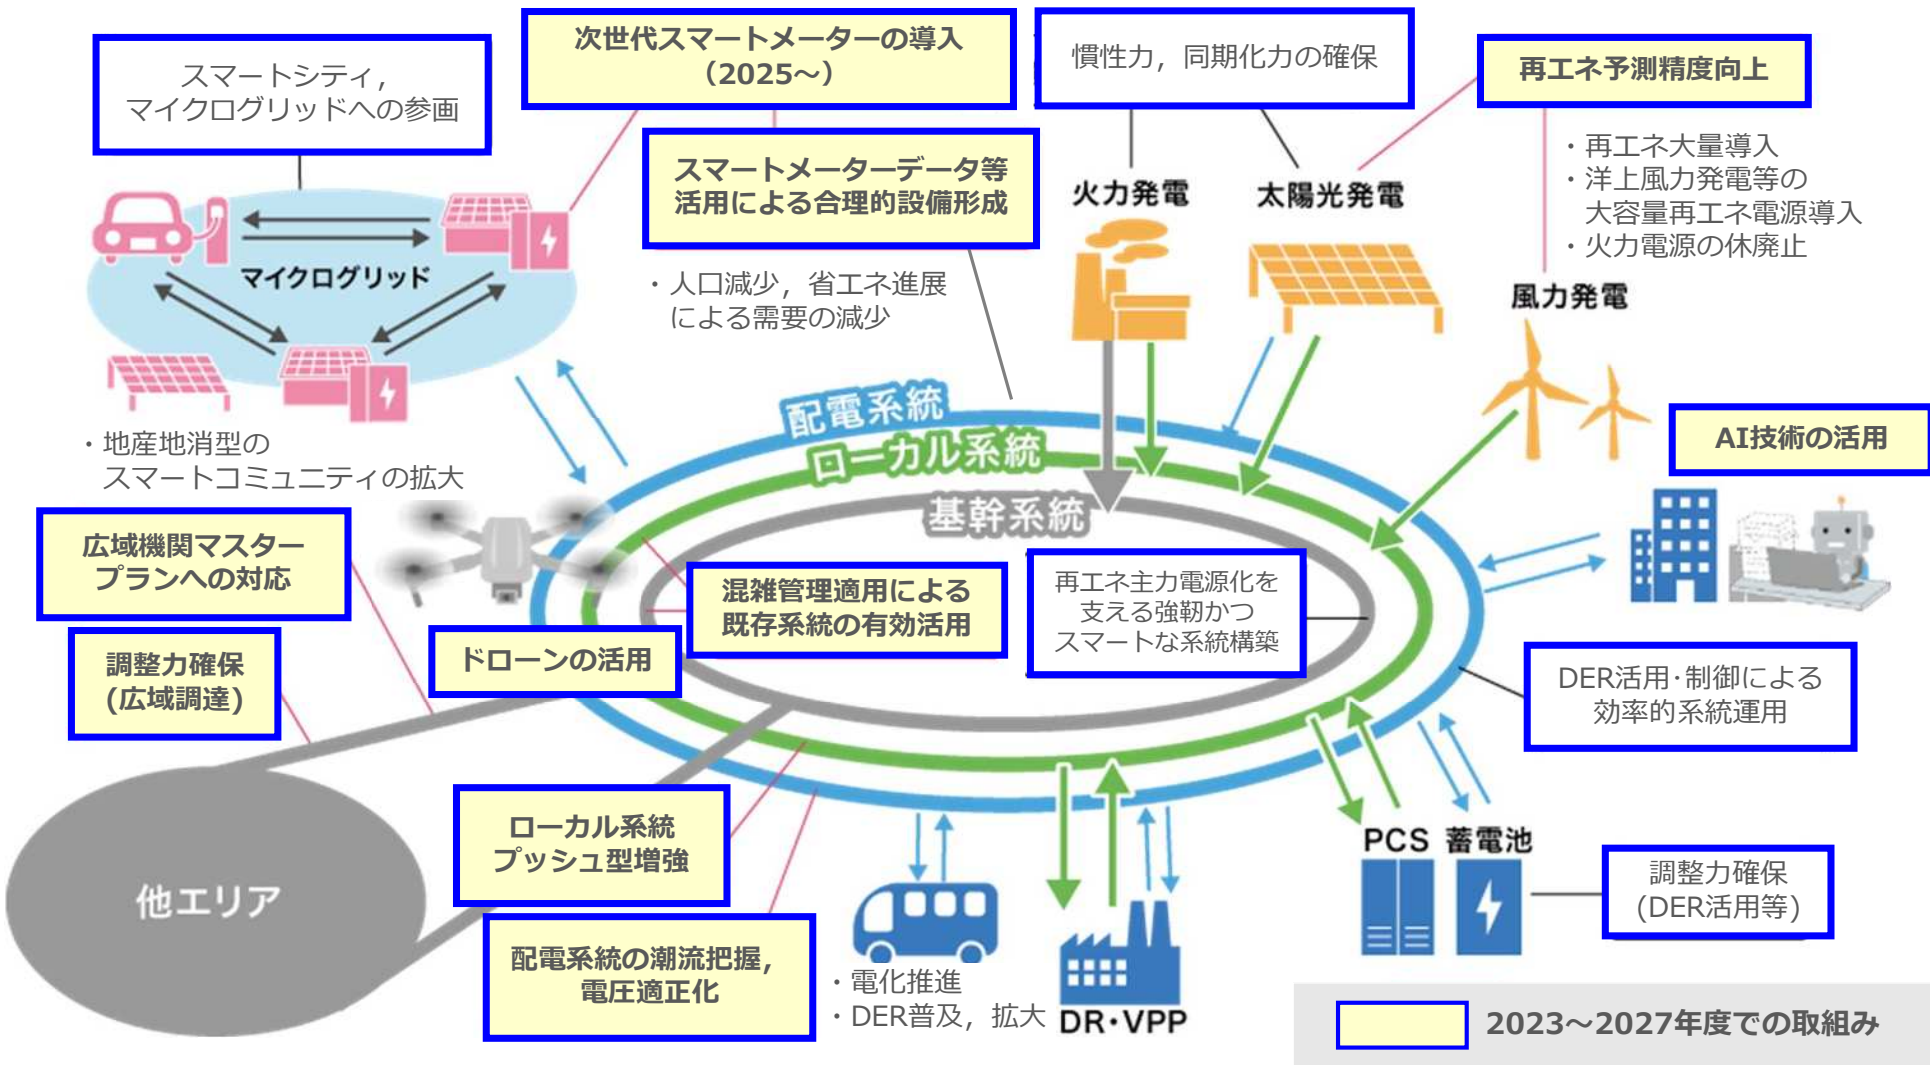 スマートシティ，
マイクログリッドへの参画
次世代スマートメーターの導入
（2025～）
慣性力，同期化力の確保
再エネ予測精度向上
スマートメーターデータ等
活用による合理的設備形成
・人口減少，省エネ進展
による需要の減少
火力発電
太陽光発電
・再エネ大量導入
・洋上風力発電等の
大容量再エネ電源導入
・火力電源の休廃止
風力発電
マイクログリッド
・地産地消型の
スマートコミュニティの拡大
配電系統
ローカル系統
基幹系統
AI技術の活用
広域機関マスター
プランへの対応
調整力確保
(広域調達)
ドローンの活用
混雑管理適用による
既存系統の有効活用
再エネ主力電源化を
支える強靭かつ
スマートな系統構築
DER活用･制御による
効率的系統運用
他エリア
ローカル系統
プッシュ型増強
配電系統の潮流把握，
電圧適正化
・電化推進
・DER普及，拡大
DR・VPP
PCS
蓄電池
調整力確保
(DER活用等)
2023～2027年度での取組み